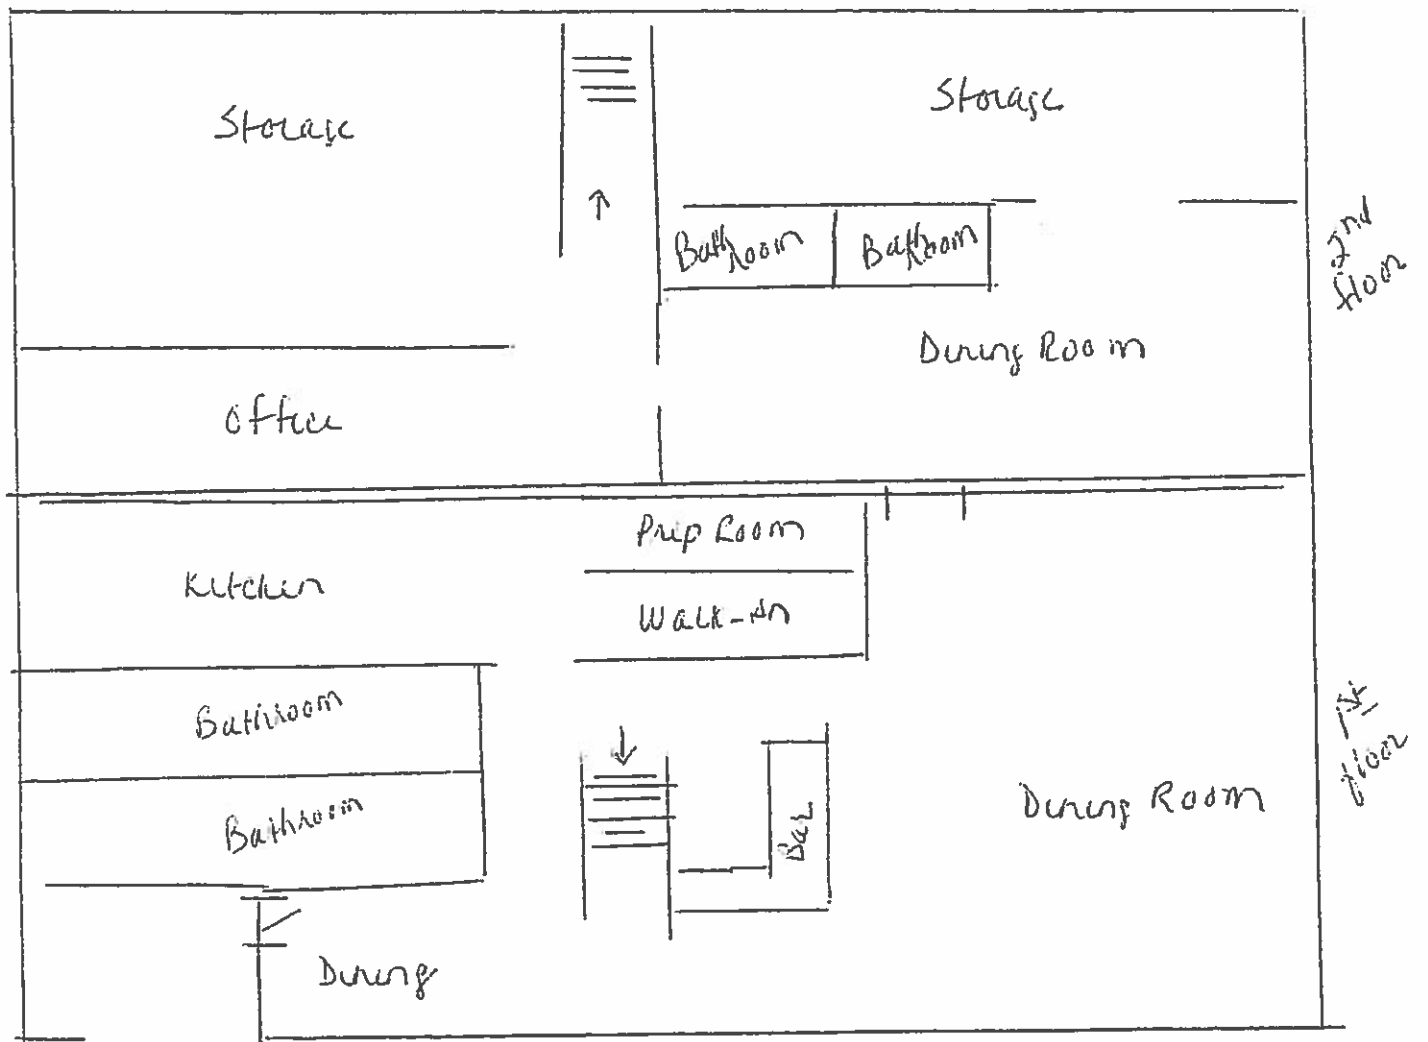 Storage
Storage
Bathroom
Bathroom
2nd
floor
Dining Room
Office
Prep Room
Kitchen
Walk-In
Bathroom
1st
floor
Bar
Dining Room
Bathroom
Dining